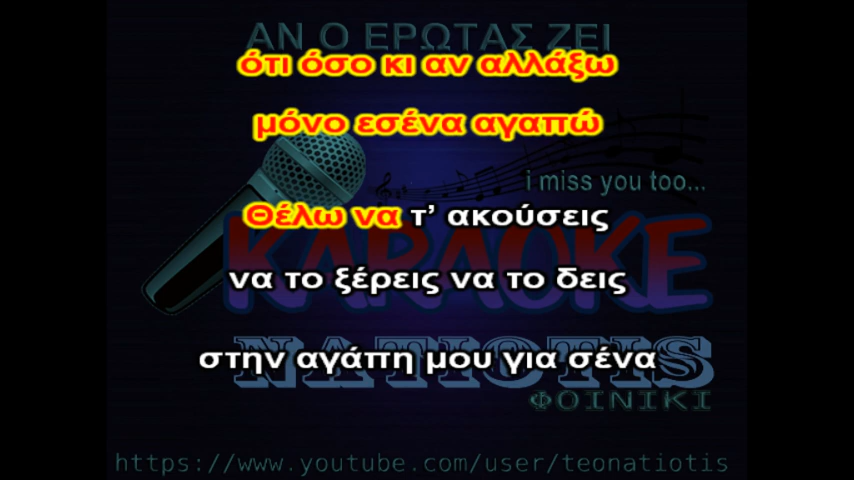 ΑΝ Ο ΕΡΩΤΑΣ ΖΕΙ
ότι όσο κι αν αλλάξω
μόνο εσένα αγαπώ
i miss you too...
Θέλω να τ’ ακούσεις
KARAOKE
να το ξέρεις να το δεις
NATIOTIS
στην αγάπη μου για σένα
ΦΟΙΝΙΚΙ
https://www.youtube.com/user/teonatiotis